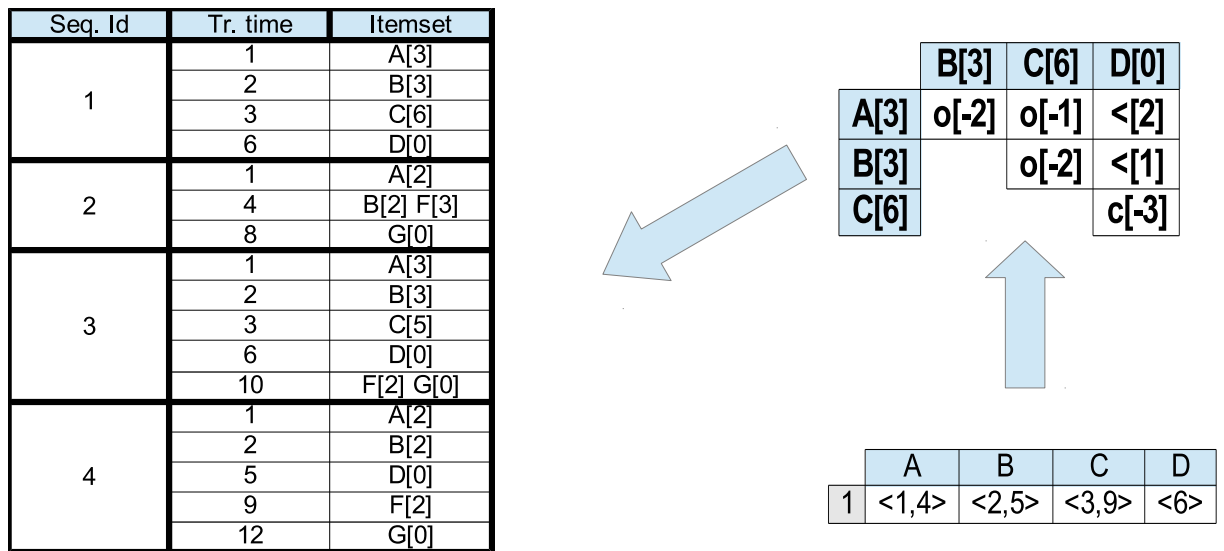 Seq. Id Tr. time Itemset
1
1 A[3]
2 B[3]
3 C[6]
6 D[0]
2
1 A[2]
4 B[2] F[3]
8 G[0]
3
1 A[3]
2 B[3]
3 C[5]
6 D[0]
10 F[2] G[0]
4
1 A[2]
2 B[2]
5 D[0]
9 F[2]
12 G[0]
B[3] C[6] D[0]
A[3] o[-2] o[-1] <[2]
B[3] o[-2] <[1]
C[6] c[-3]
A B C D
1 <1,4> <2,5> <3,9> <6>